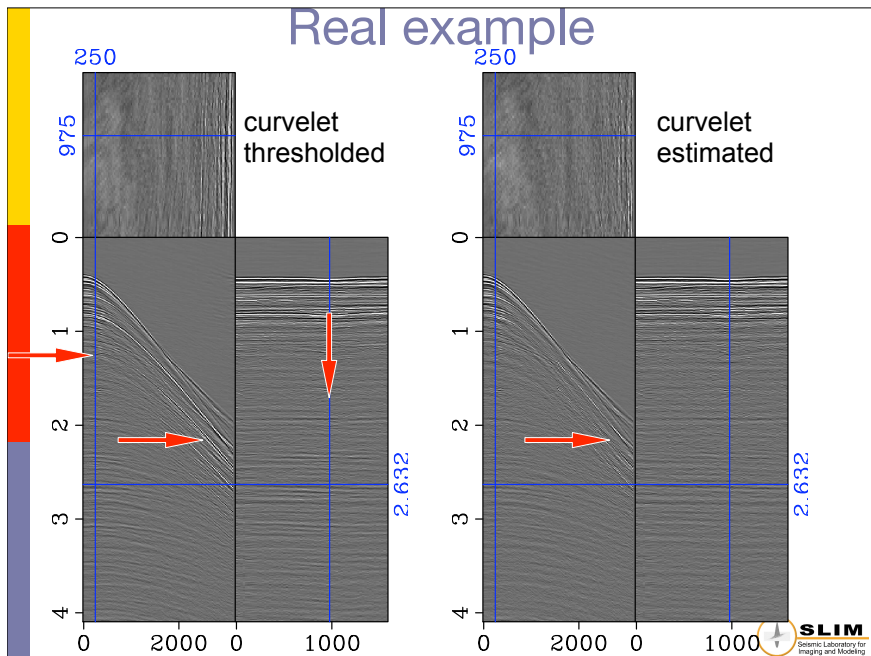 Real example
250
975
curvelet
thresholded
0
1
2
3
4
2.632
0 2000 0 1000
250
975
curvelet
estimated
0
1
2
3
4
2.632
0 2000 0 1000
SLIM
Seismic Laboratory for
Imaging and Modeling